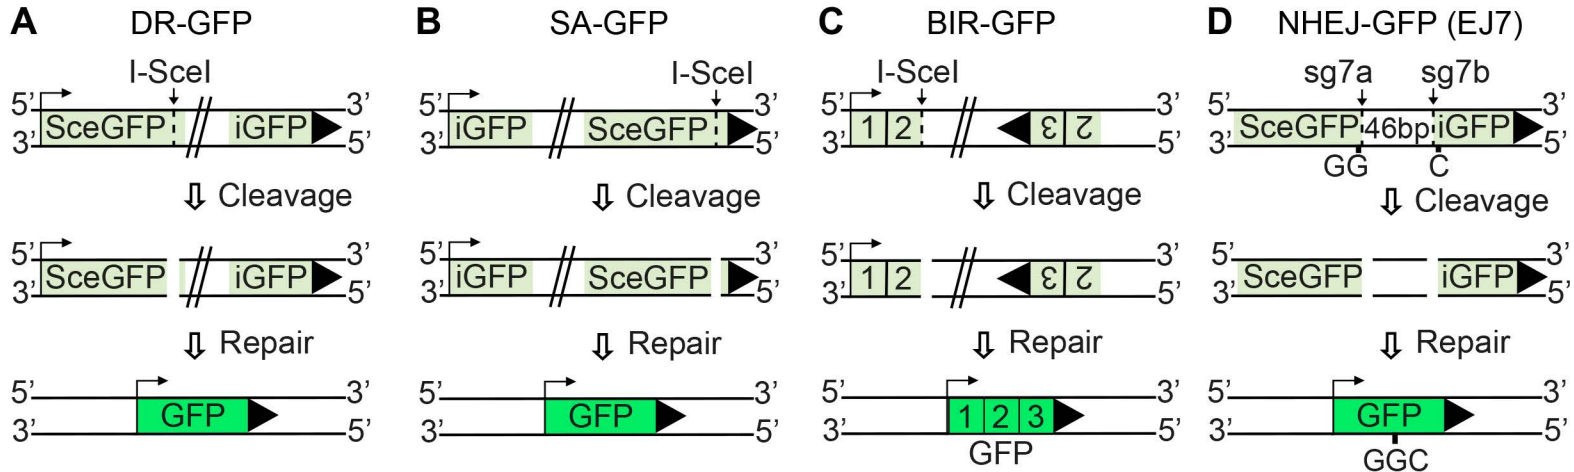 A DR-GFP
I-SceI
5' 3'
SceGFP iGFP
3' 5'
Cleavage
5' 3'
SceGFP iGFP
3' 5'
Repair
5' 3'
GFP
3' 5'
B SA-GFP
I-SceI
5' 3'
iGFP SceGFP
3' 5'
Cleavage
5' 3'
iGFP SceGFP
3' 5'
Repair
5' 3'
GFP
3' 5'
C BIR-GFP
I-SceI
5' 3'
1 2 3 2
3' 5'
Cleavage
5' 3'
1 2 3 2
3' 5'
Repair
5' 3'
1 2 3
3' 5'
GFP
D NHEJ-GFP (EJ7)
sg7a sg7b
5' 3'
SceGFP 46bp iGFP
3' 5'
GG C
Cleavage
5' 3'
SceGFP iGFP
3' 5'
Repair
5' 3'
GFP
3' 5'
GGC